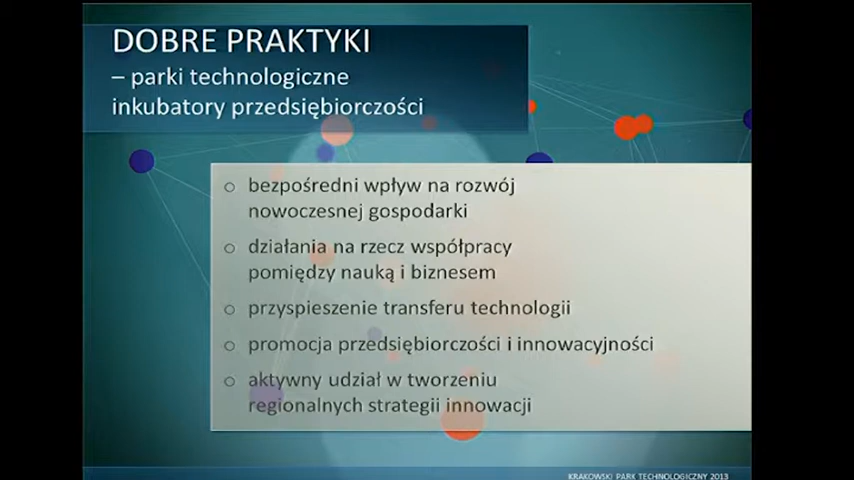 DOBRE PRAKTYKI
– parki technologiczne
inkubatory przedsiębiorczości
○ bezpośredni wpływ na rozwój
nowoczesnej gospodarki
○ działania na rzecz współpracy
pomiędzy nauką i biznesem
○ przyspieszenie transferu technologii
○ promocja przedsiębiorczości i innowacyjności
○ aktywny udział w tworzeniu
regionalnych strategii innowacji
KRAKOWSKI PARK TECHNOLOGICZNY 2013